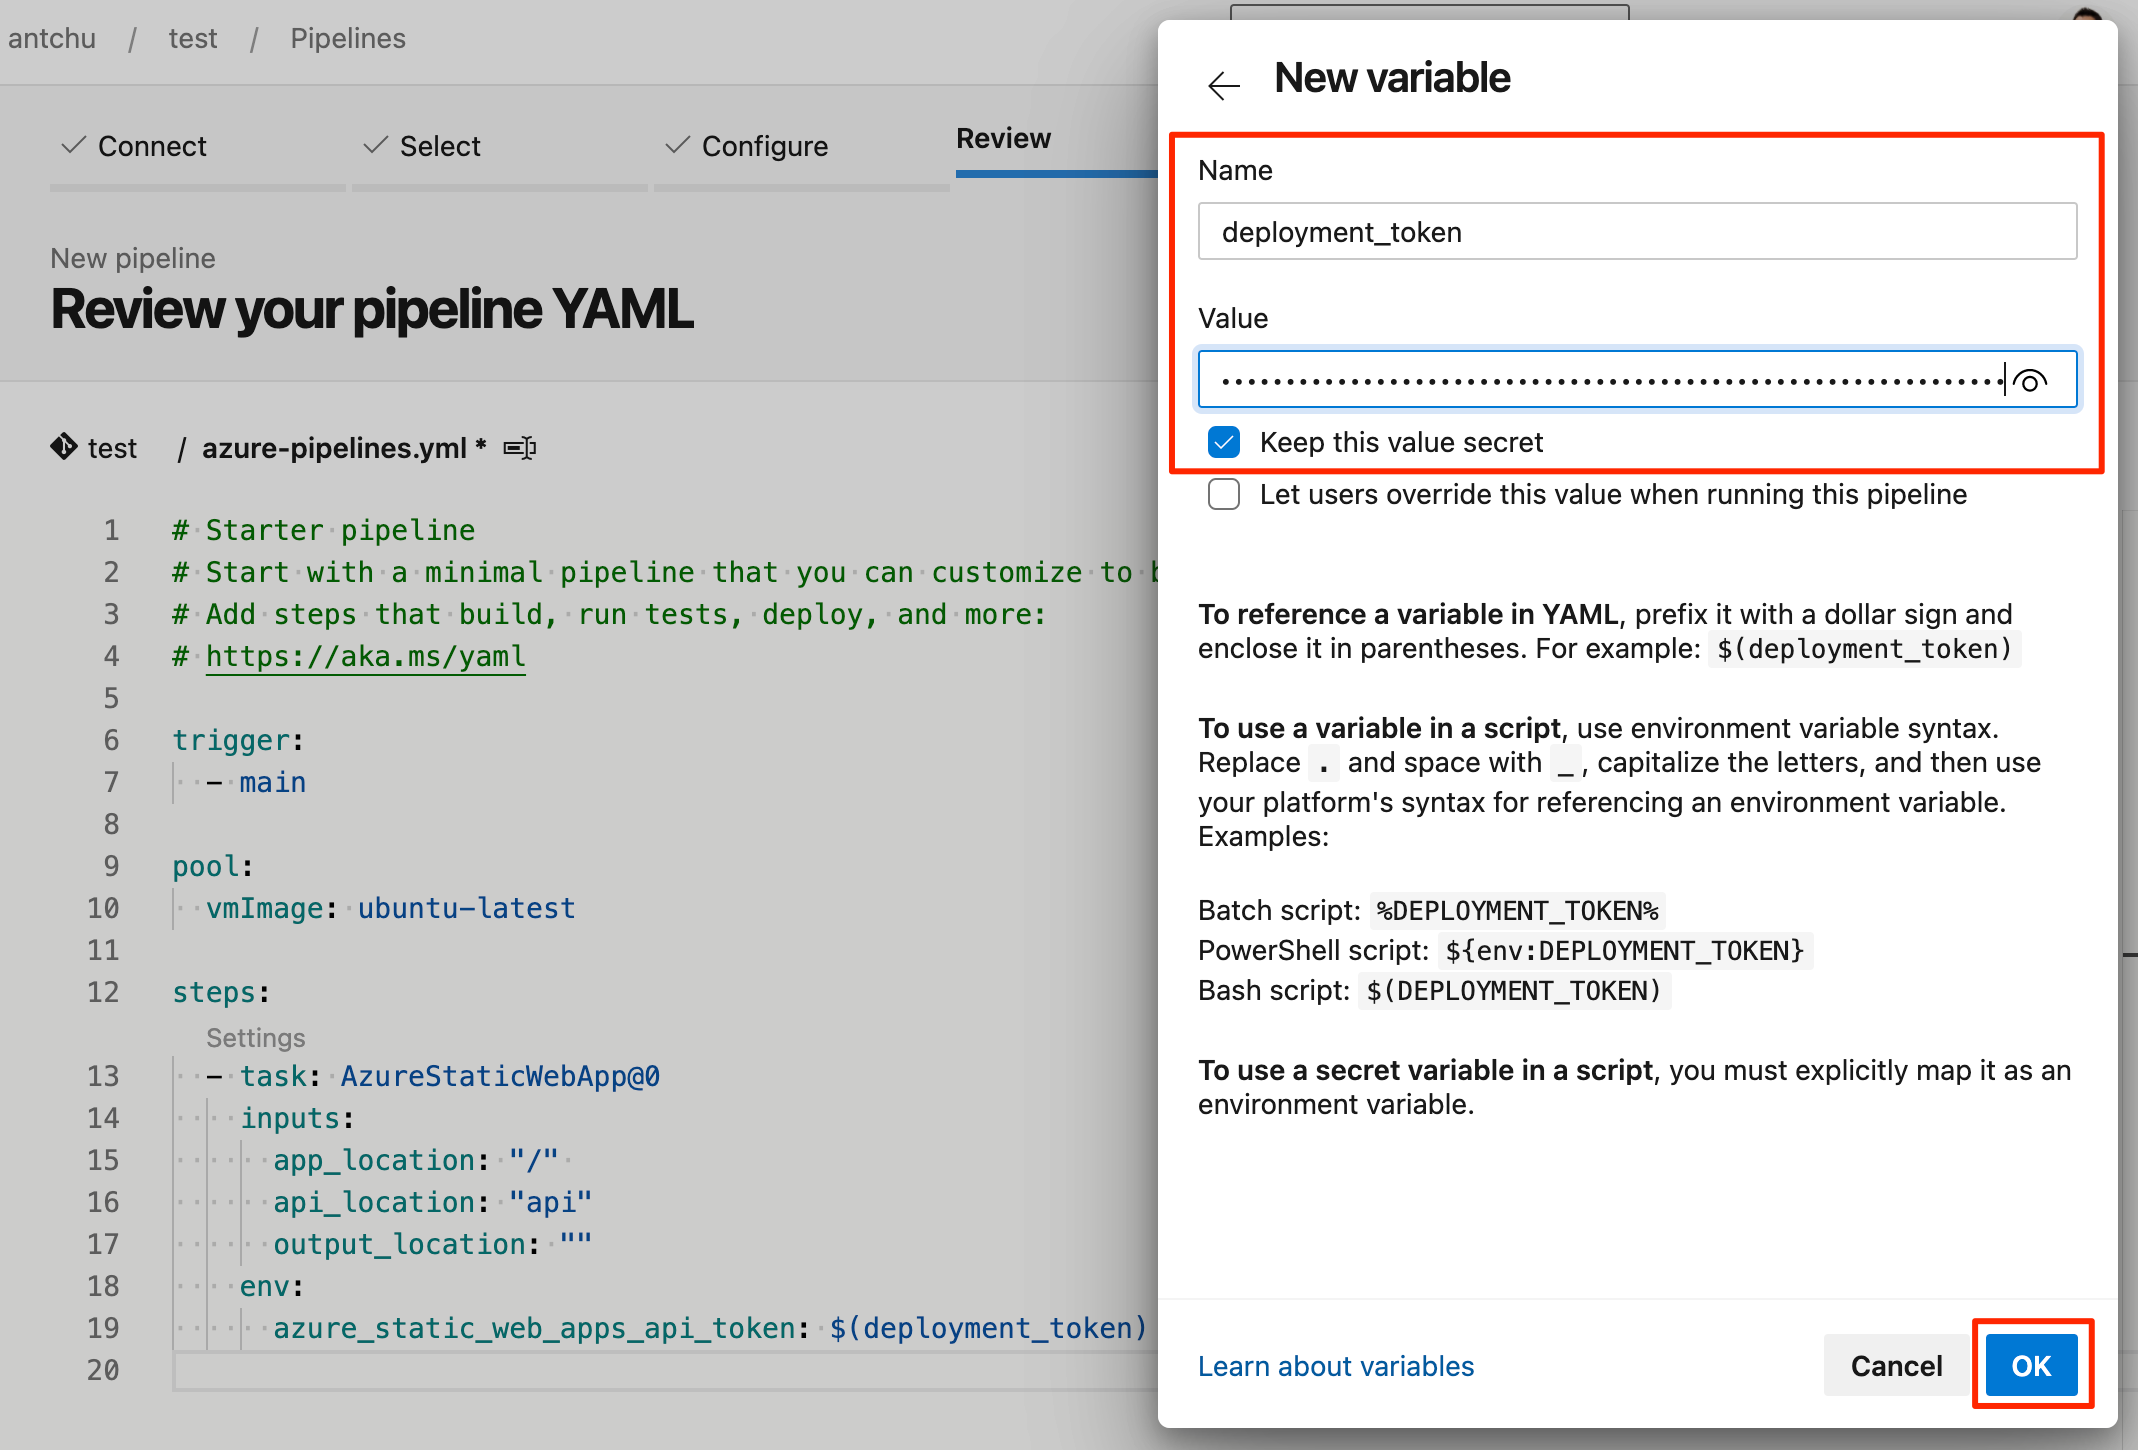 antchu / test / Pipelines
Connect
Select
Configure
Review
New pipeline
Review your pipeline YAML
test / azure-pipelines.yml *
1 # Starter pipeline
2 # Start with a minimal pipeline that you can customize to
3 # Add steps that build, run tests, deploy, and more:
4 # https://aka.ms/yaml
5
6 trigger:
7 - main
8
9 pool:
10 vmImage: ubuntu-latest
11
12 steps:
Settings
13 - task: AzureStaticWebApp@0
14 inputs:
15 app_location: "/"
16 api_location: "api"
17 output_location: ""
18 env:
19 azure_static_web_apps_api_token: $(deployment_token)
20
New variable
Name
deployment_token
Value
Keep this value secret
Let users override this value when running this pipeline
To reference a variable in YAML, prefix it with a dollar sign and
enclose it in parentheses. For example: $(deployment_token)
To use a variable in a script, use environment variable syntax.
Replace . and space with _, capitalize the letters, and then use
your platform's syntax for referencing an environment variable.
Examples:
Batch script: %DEPLOYMENT_TOKEN%
PowerShell script: ${env:DEPLOYMENT_TOKEN}
Bash script: $(DEPLOYMENT_TOKEN)
To use a secret variable in a script, you must explicitly map it as an
environment variable.
Learn about variables
Cancel
OK